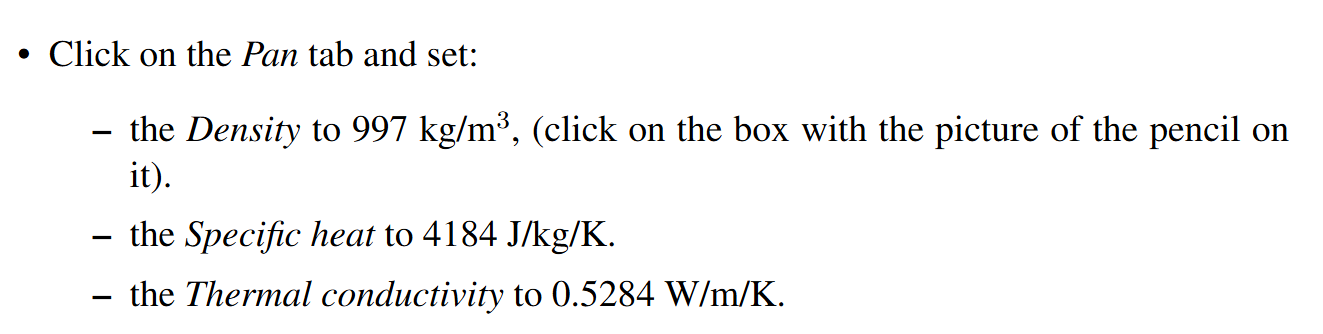 • Click on the Pan tab and set:
– the Density to 997 kg/m³, (click on the box with the picture of the pencil on
it).
– the Specific heat to 4184 J/kg/K.
– the Thermal conductivity to 0.5284 W/m/K.